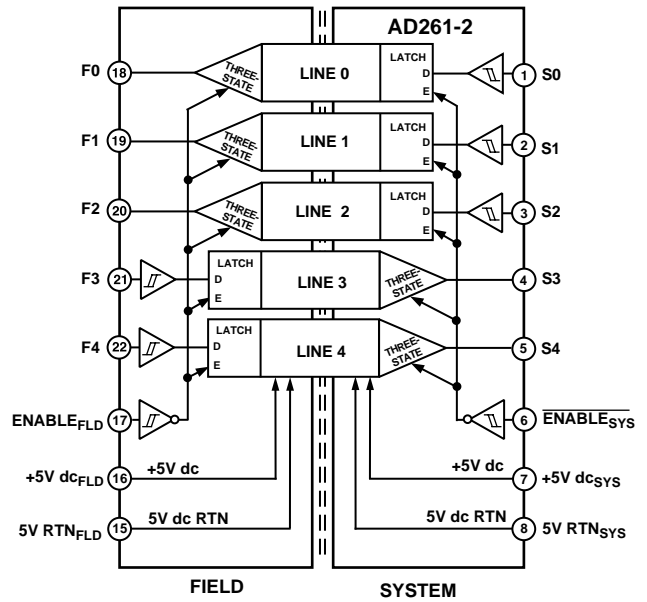 AD261-2
F0 18 THREE-STATE LINE 0 LATCH D E 1 S0
F1 19 THREE-STATE LINE 1 LATCH D E 2 S1
F2 20 THREE-STATE LINE 2 LATCH D E 3 S2
F3 21 LATCH D E LINE 3 THREE-STATE 4 S3
F4 22 LATCH D E LINE 4 THREE-STATE 5 S4
ENABLEFLD 17 6 ENABLESYS
+5V dcFLD 16 +5V dc +5V dc 7 +5V dcSYS
5V RTNFLD 15 5V dc RTN 5V dc RTN 8 5V RTNSYS
FIELD SYSTEM